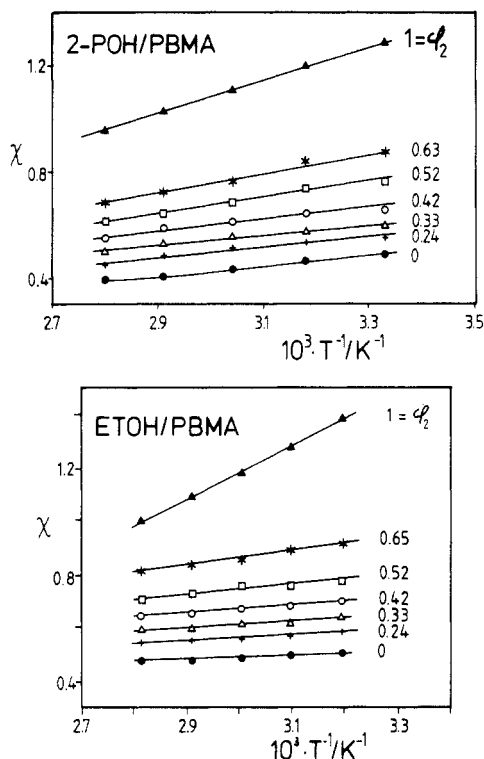 2-POH/PBMA
1=φ₂
1.2
χ
0.8
0.4
0.63
0.52
0.42
0.33
0.24
0
2.7 2.9 3.1 3.3 3.5
10³·T⁻¹/K⁻¹
ETOH/PBMA
1=φ₂
1.2
χ
0.8
0.4
0.65
0.52
0.42
0.33
0.24
0
2.7 2.9 3.1 3.3
10³·T⁻¹/K⁻¹